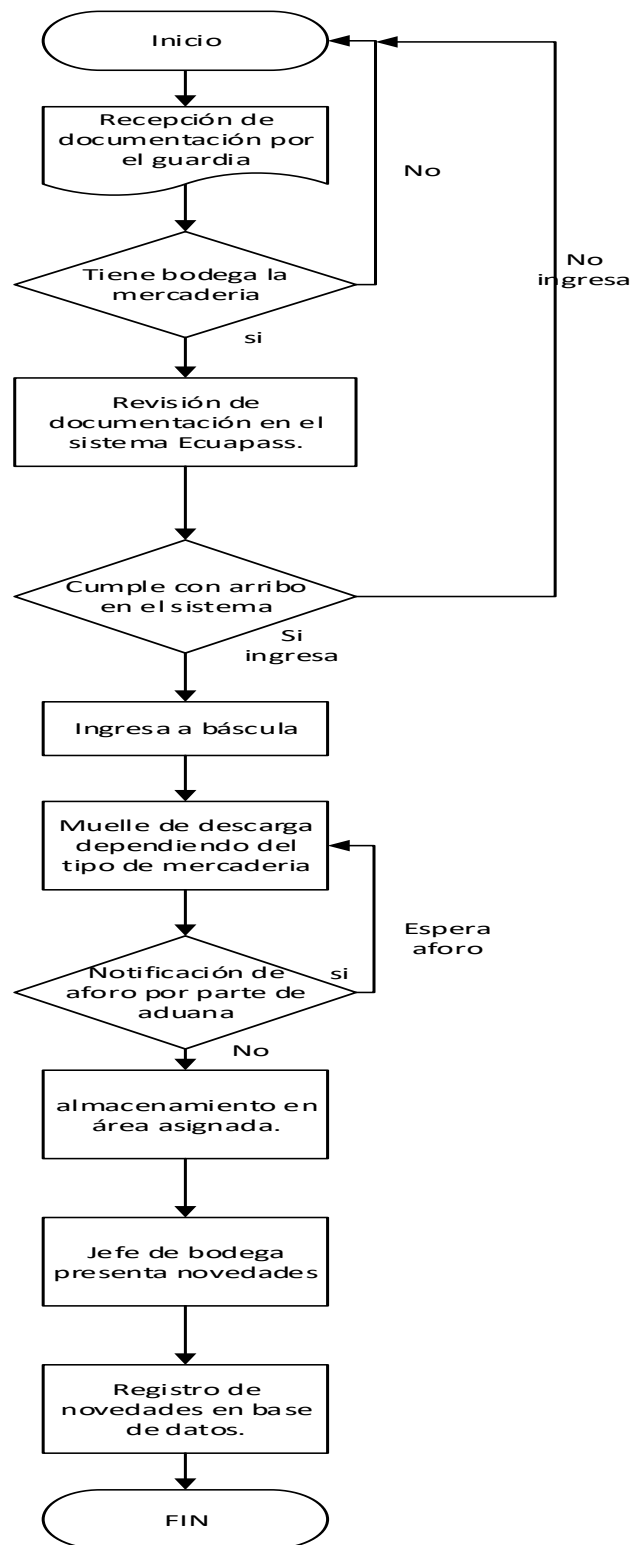 Inicio
Recepción de
documentación por
el guardia
No
Tiene bodega la
mercaderia
No
ingresa
si
Revisión de
documentación en el
sistema Ecuapass.
Cumple con arribo
en el sistema
Si
ingresa
Ingresa a báscula
Muelle de descarga
dependiendo del
tipo de mercaderia
Espera
aforo
Notificación de
aforo por parte de
aduana
si
No
almacenamiento en
área asignada.
Jefe de bodega
presenta novedades
Registro de
novedades en base
de datos.
FIN